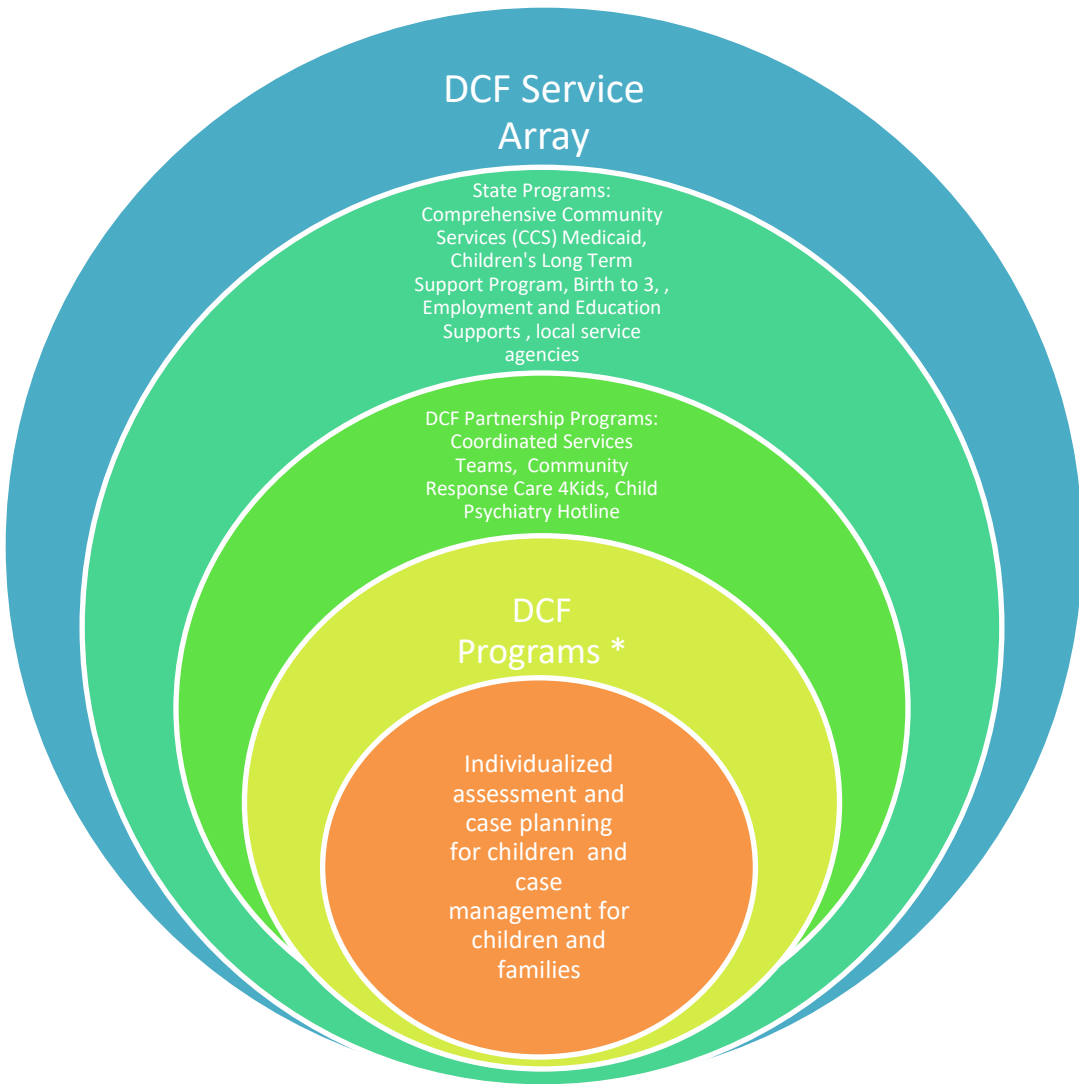 DCF Service
Array
State Programs:
Comprehensive Community
Services (CCS) Medicaid,
Children's Long Term
Support Program, Birth to 3, ,
Employment and Education
Supports , local service
agencies
DCF Partnership Programs:
Coordinated Services
Teams,  Community
Response Care 4Kids, Child
Psychiatry Hotline
DCF
Programs *
Individualized
assessment and
case planning
for children  and
case
management for
children and
families